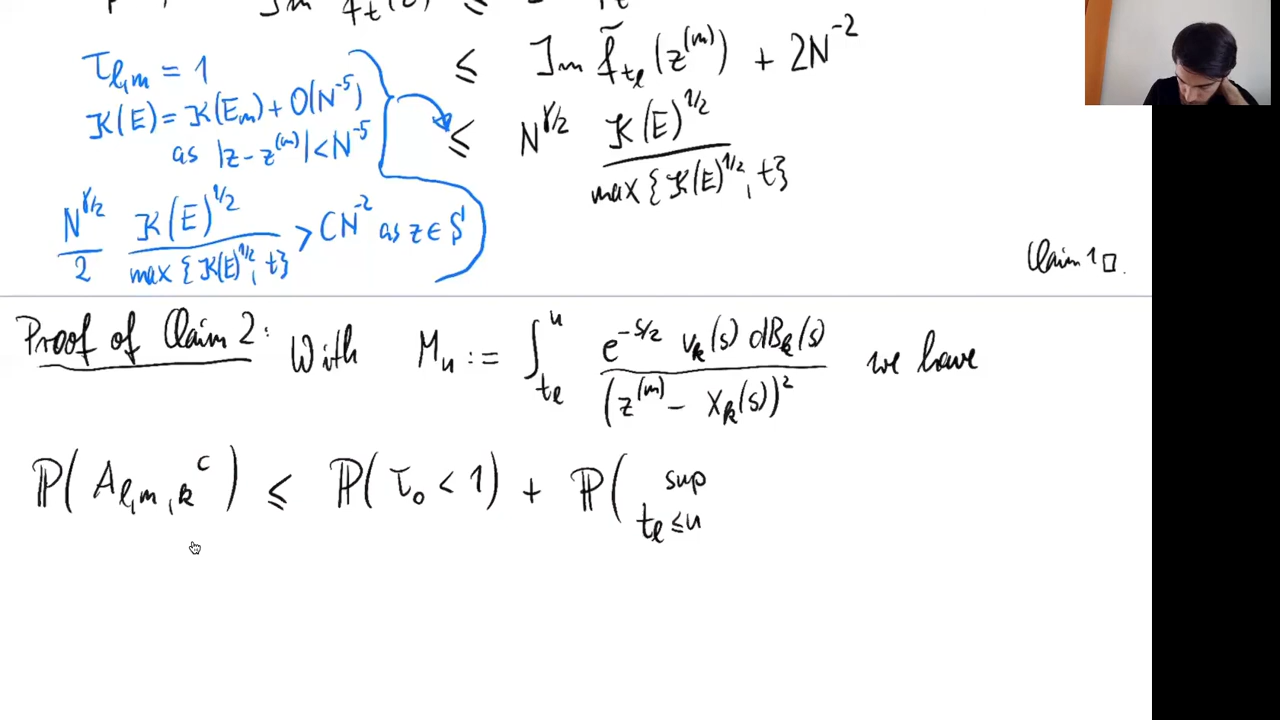 ≤ Im f̃_{t_ℓ}(z^{(m)}) + 2N^{-2}
τ_{ℓ,m} = 1
𝒦(E) = 𝒦(E_m) + O(N^{-5})
as |z - z^{(m)}| < N^{-5}
≤ N^{γ/2} 𝒦(E)^{1/2} / max{𝒦(E)^{1/2}, t}
N^{γ/2} / 2 𝒦(E)^{1/2} / max{𝒦(E)^{1/2}, t} > CN^{-2} as z ∈ S
Claim 1 □.
Proof of Claim 2: With M_u := ∫_{t_ℓ}^{u} e^{-s/2} v_k(s) dB_k(s) / (z^{(m)} - x_k(s))^2 we have
ℙ(A_{ℓ,m,k}^c) ≤ ℙ(τ_0 < 1) + ℙ( sup_{t_ℓ ≤ u}